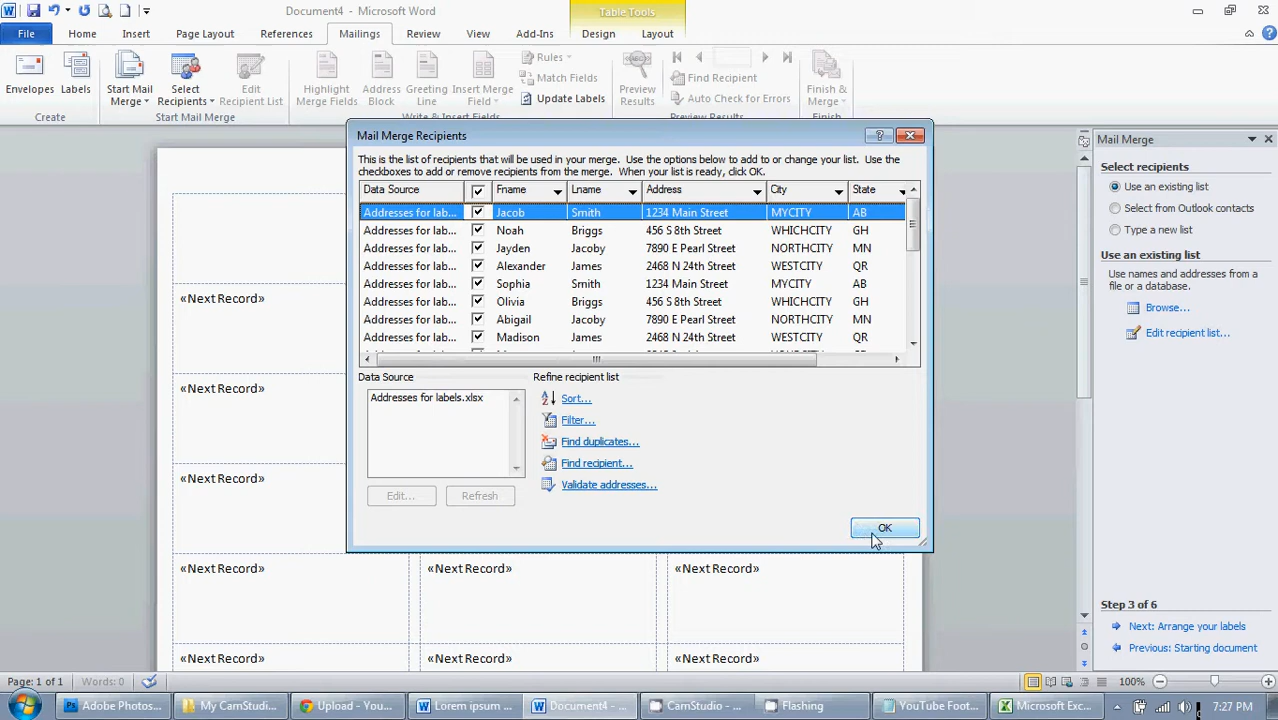 Document4 - Microsoft Word
Table Tools
File Home Insert Page Layout References Mailings Review View Add-Ins Design Layout
Envelopes Labels
Start Mail Merge
Select Recipients
Edit Recipient List
Highlight Merge Fields
Address Block
Greeting Line
Insert Merge Field
Rules
Match Fields
Update Labels
Preview Results
Find Recipient
Auto Check for Errors
Finish & Merge
Create
Start Mail Merge
Write & Insert Fields
Preview Results
Finish
Mail Merge Recipients
This is the list of recipients that will be used in your merge. Use the options below to add to or change your list. Use the
checkboxes to add or remove recipients from the merge. When your list is ready, click OK.
Data Source Fname Lname Address City State
Addresses for lab... Jacob Smith 1234 Main Street MYCITY AB
Addresses for lab... Noah Briggs 456 S 8th Street WHICHCITY GH
Addresses for lab... Jayden Jacoby 7890 E Pearl Street NORTHCITY MN
Addresses for lab... Alexander James 2468 N 24th Street WESTCITY QR
Addresses for lab... Sophia Smith 1234 Main Street MYCITY AB
Addresses for lab... Olivia Briggs 456 S 8th Street WHICHCITY GH
Addresses for lab... Abigail Jacoby 7890 E Pearl Street NORTHCITY MN
Addresses for lab... Madison James 2468 N 24th Street WESTCITY QR
Data Source
Addresses for labels.xlsx
Edit... Refresh
Refine recipient list
Sort...
Filter...
Find duplicates...
Find recipient...
Validate addresses...
OK
«Next Record»
«Next Record»
«Next Record»
«Next Record» «Next Record» «Next Record»
«Next Record» «Next Record» «Next Record»
Mail Merge
Select recipients
Use an existing list
Select from Outlook contacts
Type a new list
Use an existing list
Use names and addresses from a
file or a database.
Browse...
Edit recipient list...
Step 3 of 6
Next: Arrange your labels
Previous: Starting document
Page: 1 of 1 Words: 0 100%
Adobe Photos... My CamStudi... Upload - You... Lorem ipsum ... Document4 - ... CamStudio - ... Flashing YouTube Foot... Microsoft Exc... 7:27 PM